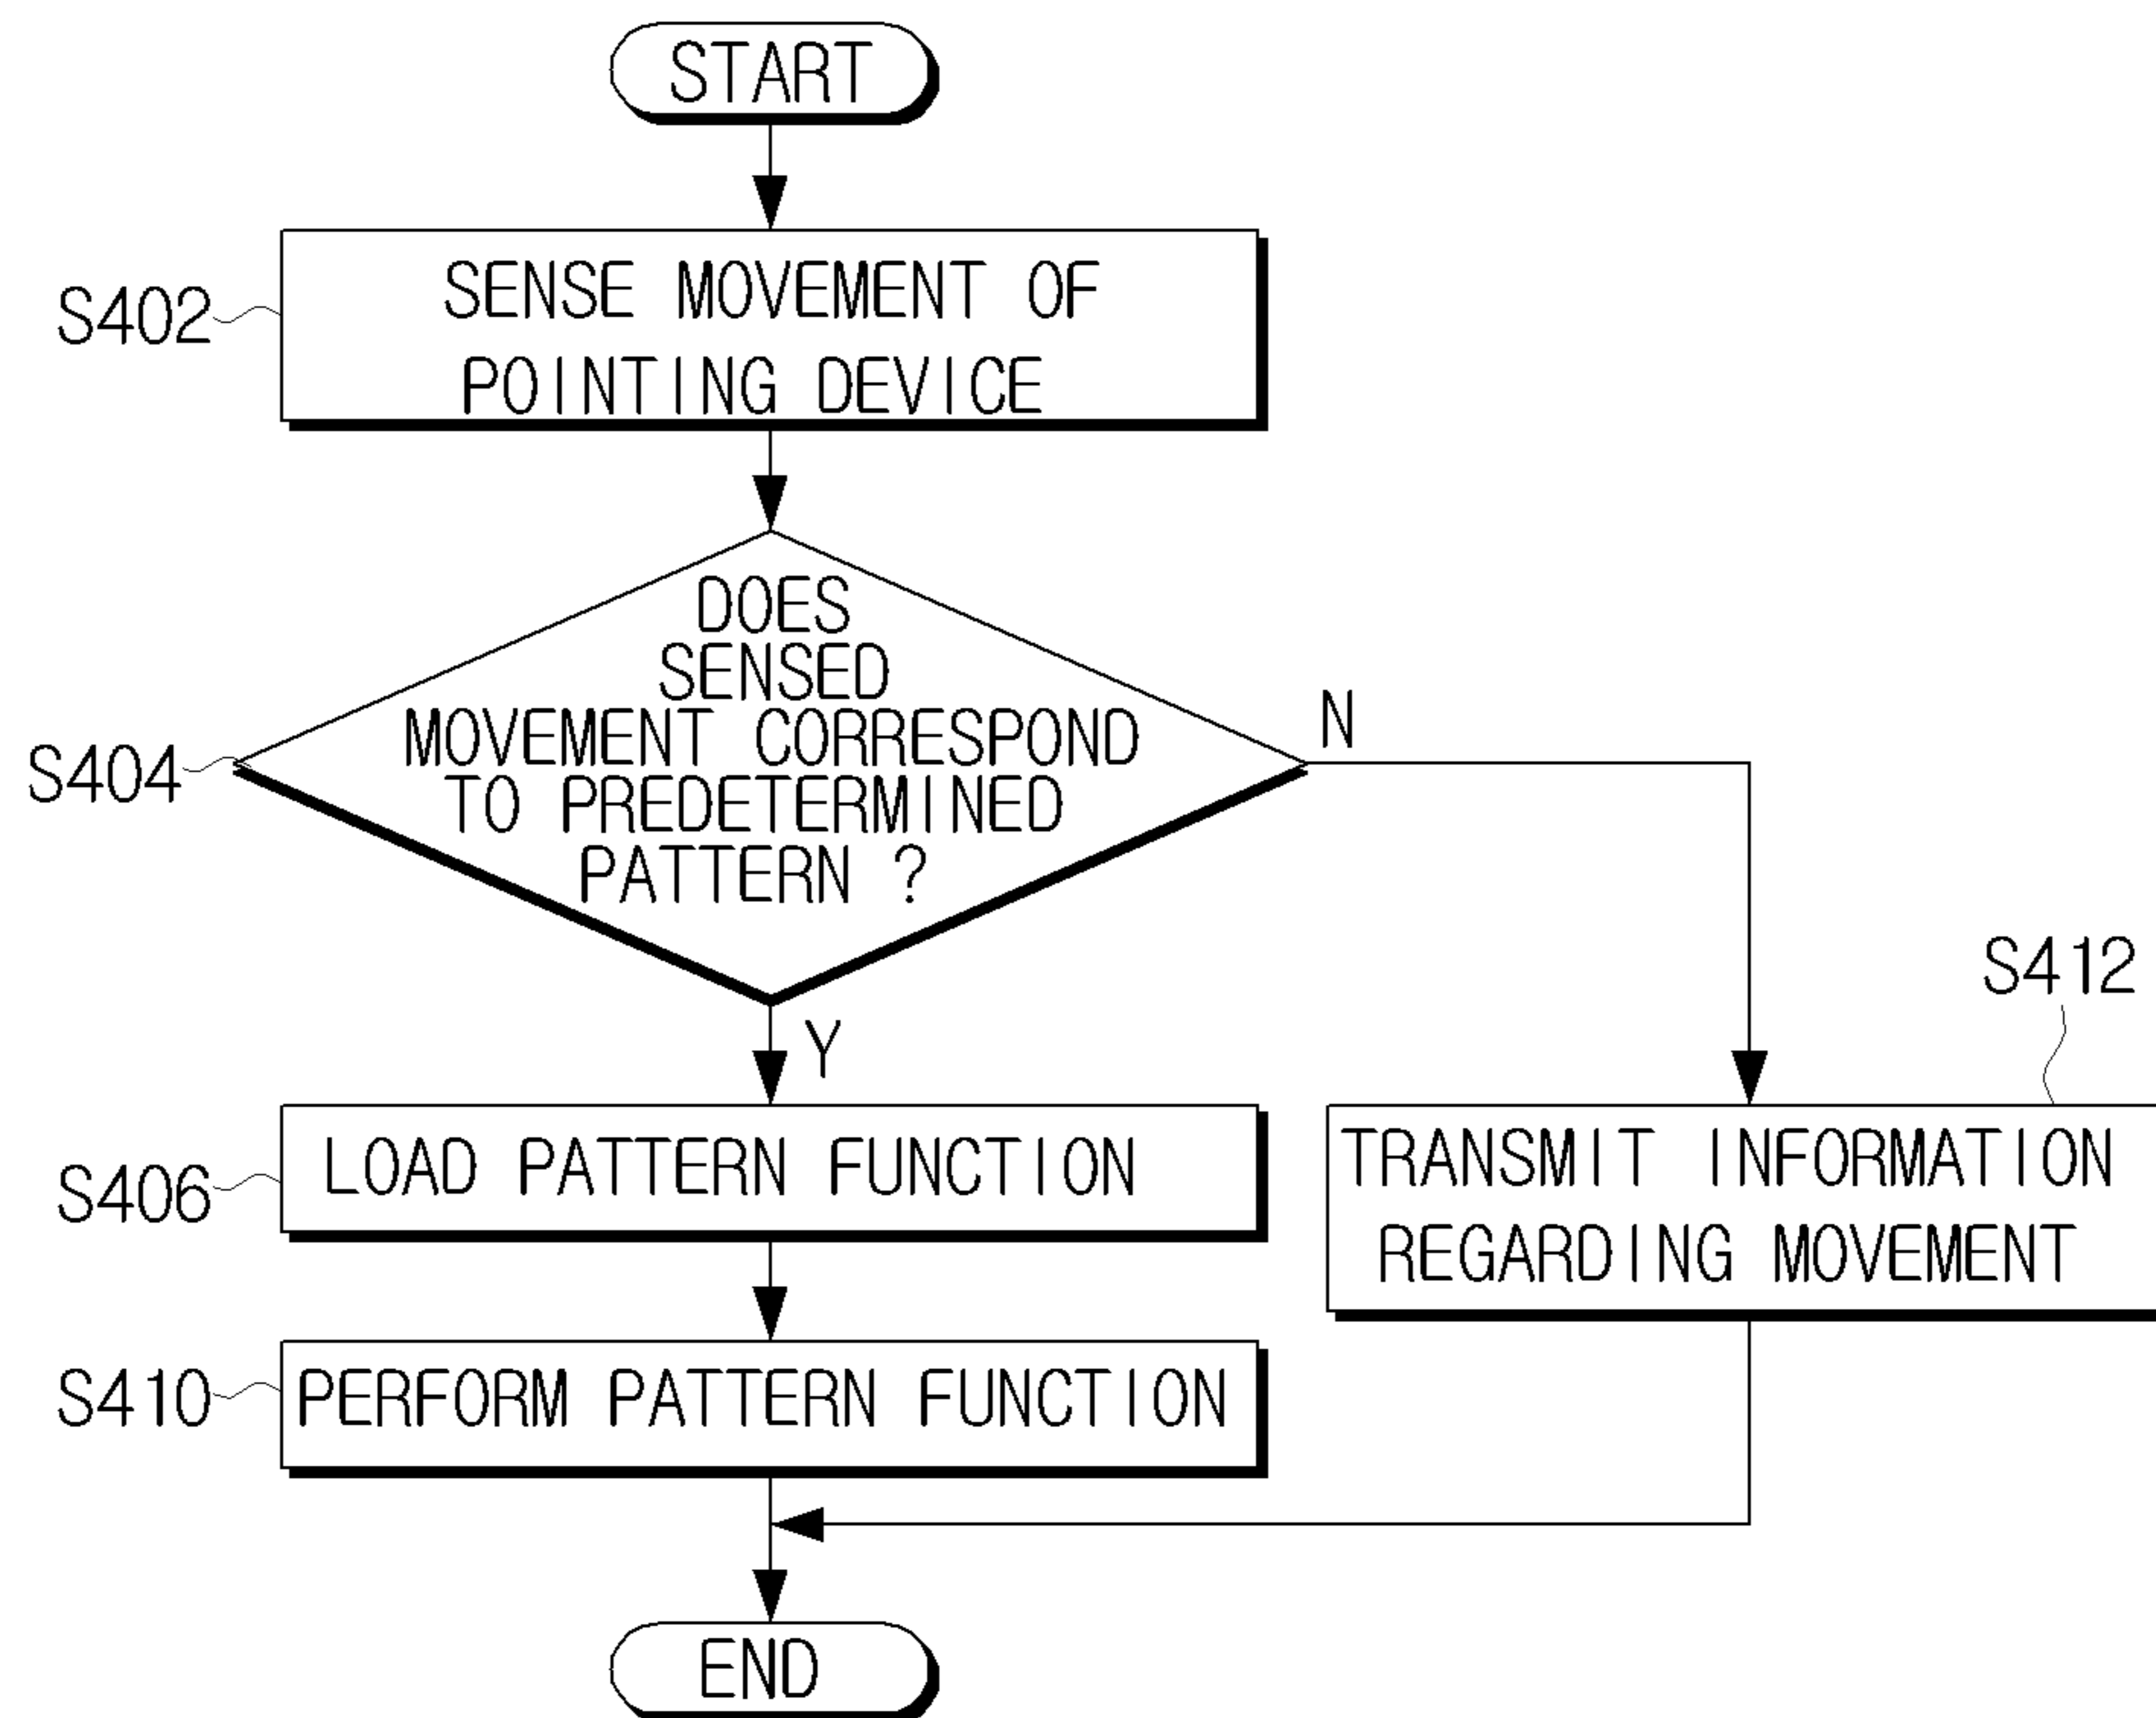 START
S402
SENSE MOVEMENT OF
POINTING DEVICE
S404
DOES
SENSED
MOVEMENT CORRESPOND
TO PREDETERMINED
PATTERN ?
N
Y
S406
LOAD PATTERN FUNCTION
S412
TRANSMIT INFORMATION
REGARDING MOVEMENT
S410
PERFORM PATTERN FUNCTION
END